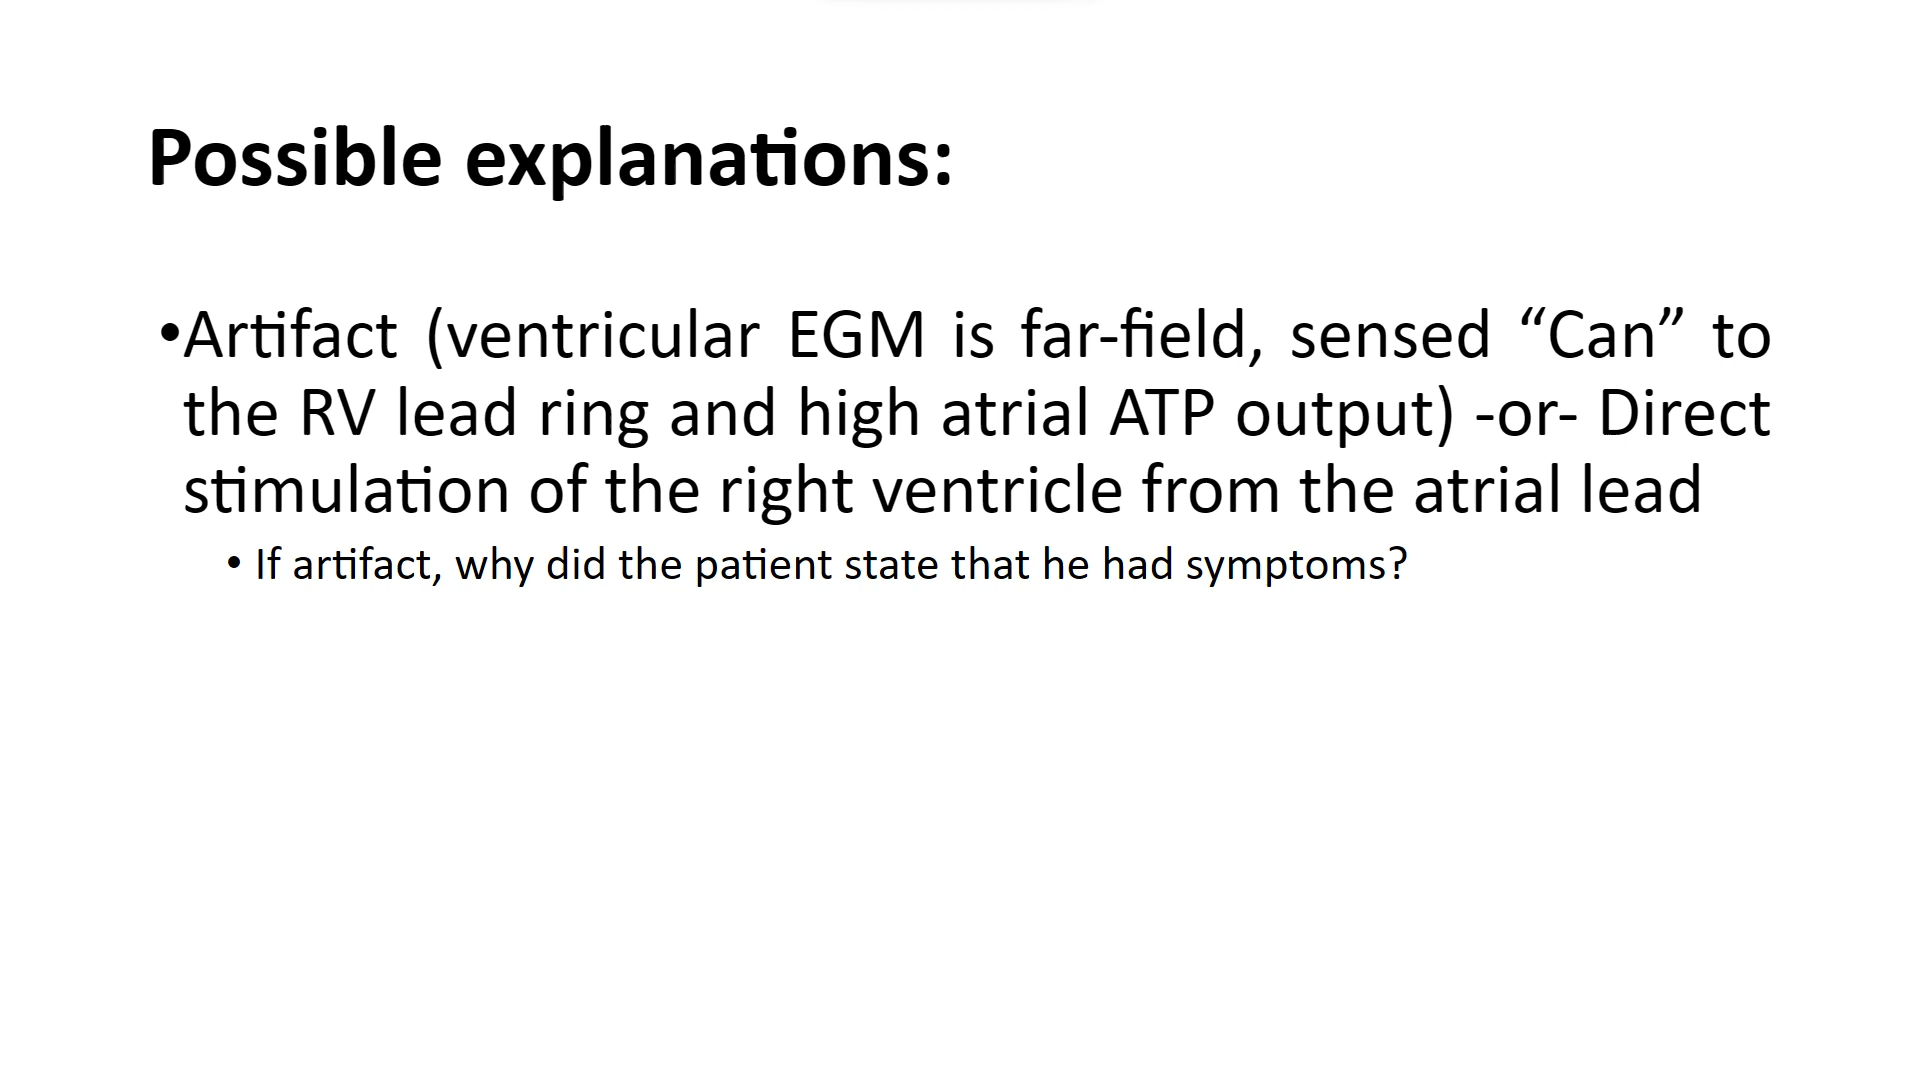 Possible explanations:
•Artifact (ventricular EGM is far-field, sensed “Can” to
the RV lead ring and high atrial ATP output) -or- Direct
stimulation of the right ventricle from the atrial lead
• If artifact, why did the patient state that he had symptoms?